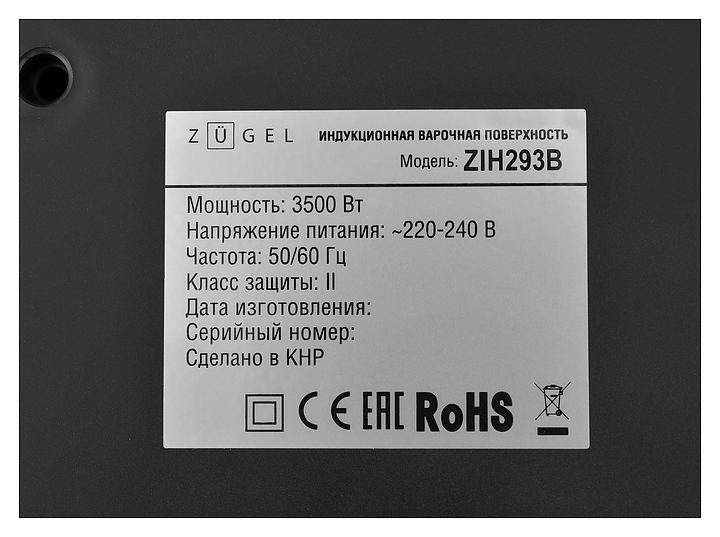 ZÜGEL ИНДУКЦИОННАЯ ВАРОЧНАЯ ПОВЕРХНОСТЬ
Модель: ZIH293B
Мощность: 3500 Вт
Напряжение питания: ~220-240 В
Частота: 50/60 Гц
Класс защиты: II
Дата изготовления:
Серийный номер:
Сделано в КНР
CE EAC RoHS